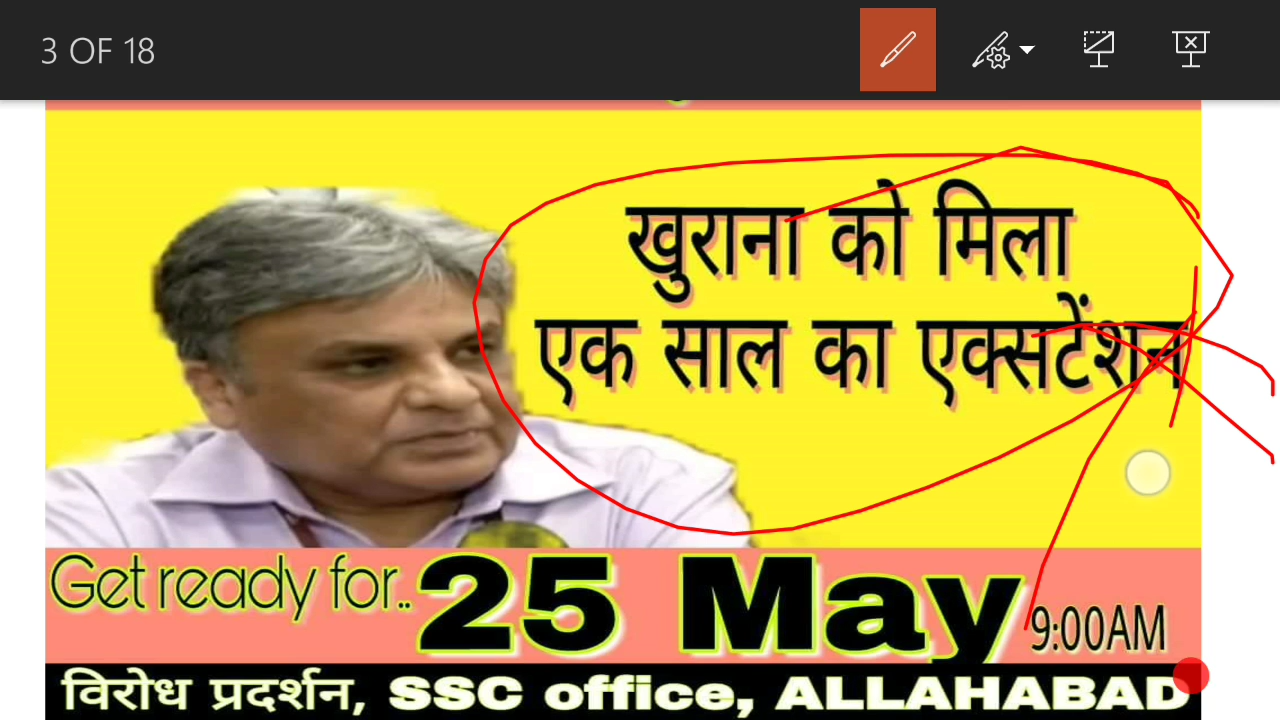 3 OF 18
खुराना को मिला
एक साल का एक्सटेंशन
Get ready for..25 May 9:00AM
विरोध प्रदर्शन, SSC office, ALLAHABAD